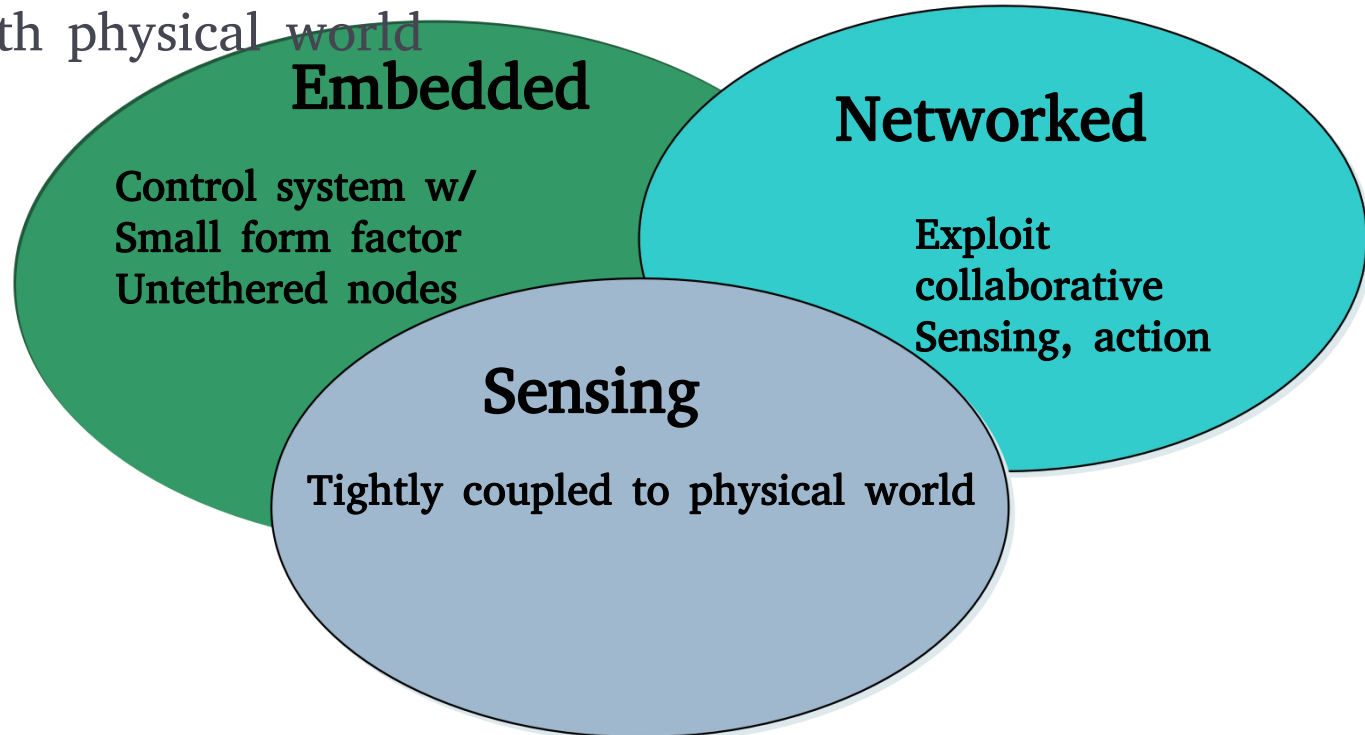 th physical world
Embedded
Control system w/
Small form factor
Untethered nodes
Networked
Exploit
collaborative
Sensing, action
Sensing
Tightly coupled to physical world